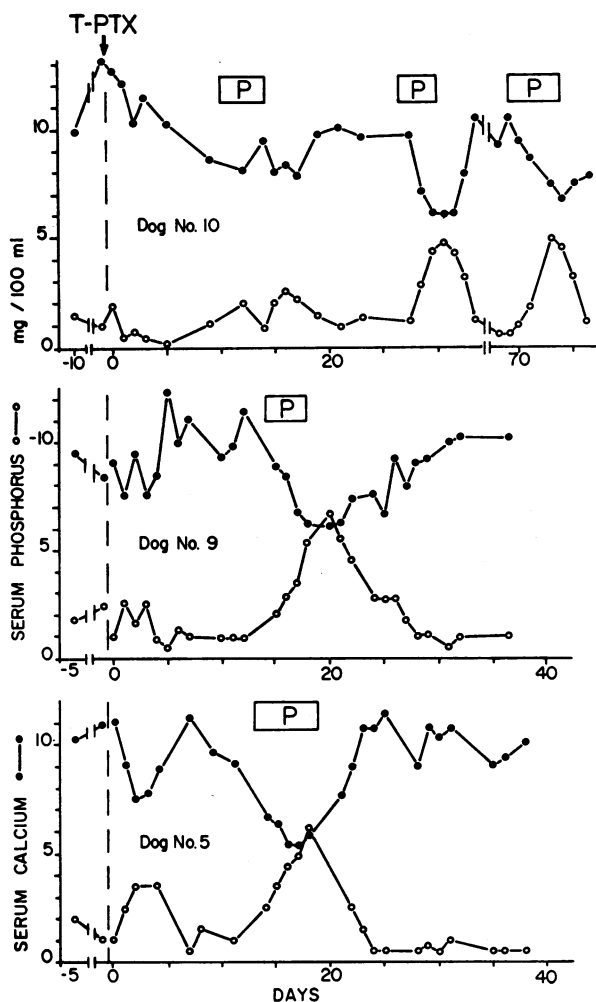 T-PTX
P P P
10
5
0
Dog No. 10
mg / 100 ml
-10 0 20 70
P
-10
5
0
Dog No. 9
SERUM PHOSPHORUS
-5 0 20 40
P
10
5
0
Dog No. 5
SERUM CALCIUM
-5 0 20 40
DAYS